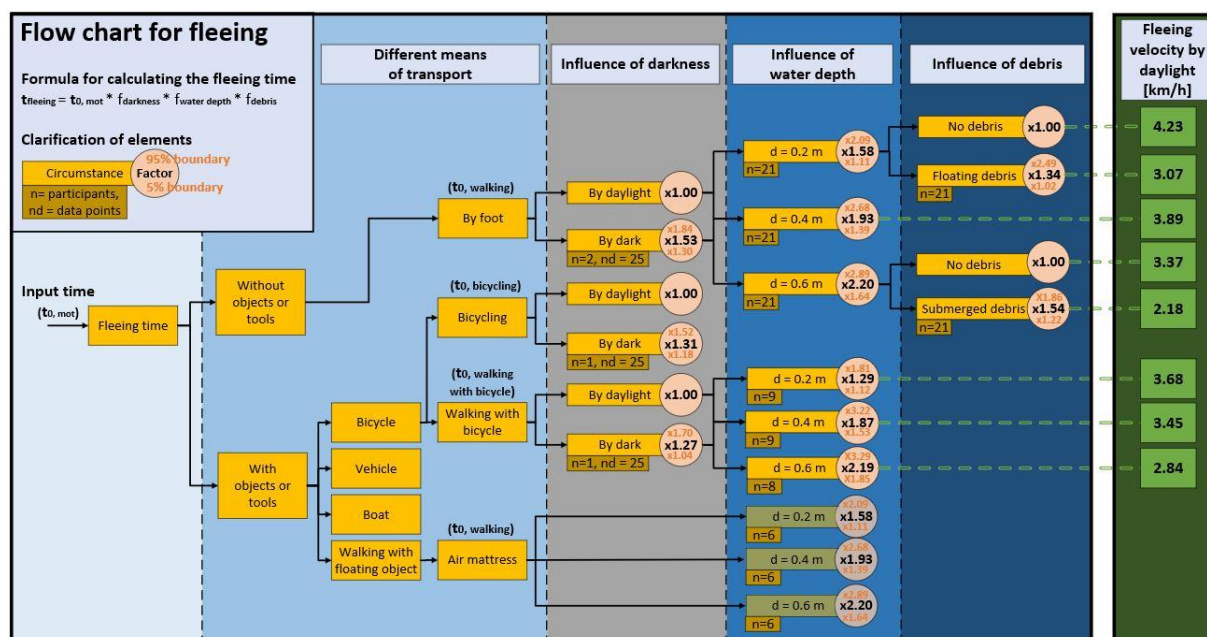 Flow chart for fleeing
Formula for calculating the fleeing time
tfleeing = t0, mot * fdarkness * fwater depth * fdebris
Clarification of elements
Circumstance
95% boundary
Factor
5% boundary
n= participants,
nd = data points
Different means
of transport
Influence of darkness
Influence of
water depth
Influence of debris
Fleeing
velocity by
daylight
[km/h]
Input time
(t0, mot)
Fleeing time
Without
objects or
tools
With
objects or
tools
Bicycle
Vehicle
Boat
Walking with
floating object
(t0, walking)
By foot
(t0, bicycling)
Bicycling
(t0, walking
with bicycle)
Walking with
bicycle
(t0, walking)
Air mattress
By daylight
x1.00
By dark
x1.84
x1.53
x1.30
n=2, nd = 25
By daylight
x1.00
By dark
x1.52
x1.31
x1.18
n=1, nd = 25
By daylight
x1.00
By dark
x1.70
x1.27
x1.04
n=1, nd = 25
d = 0.2 m
x2.09
x1.58
x1.11
n=21
d = 0.4 m
x2.68
x1.93
x1.39
n=21
d = 0.6 m
x2.89
x2.20
x1.64
n=21
d = 0.2 m
x1.81
x1.29
x1.12
n=9
d = 0.4 m
x3.22
x1.87
x1.53
n=9
d = 0.6 m
X3.29
x2.19
X1.85
n=8
d = 0.2 m
x2.09
x1.58
x1.11
n=6
d = 0.4 m
x2.68
x1.93
x1.39
n=6
d = 0.6 m
x2.89
x2.20
x1.64
n=6
No debris
x1.00
Floating debris
x2.49
x1.34
x1.02
n=21
No debris
x1.00
Submerged debris
X1.86
x1.54
x1.22
n=21
4.23
3.07
3.89
3.37
2.18
3.68
3.45
2.84